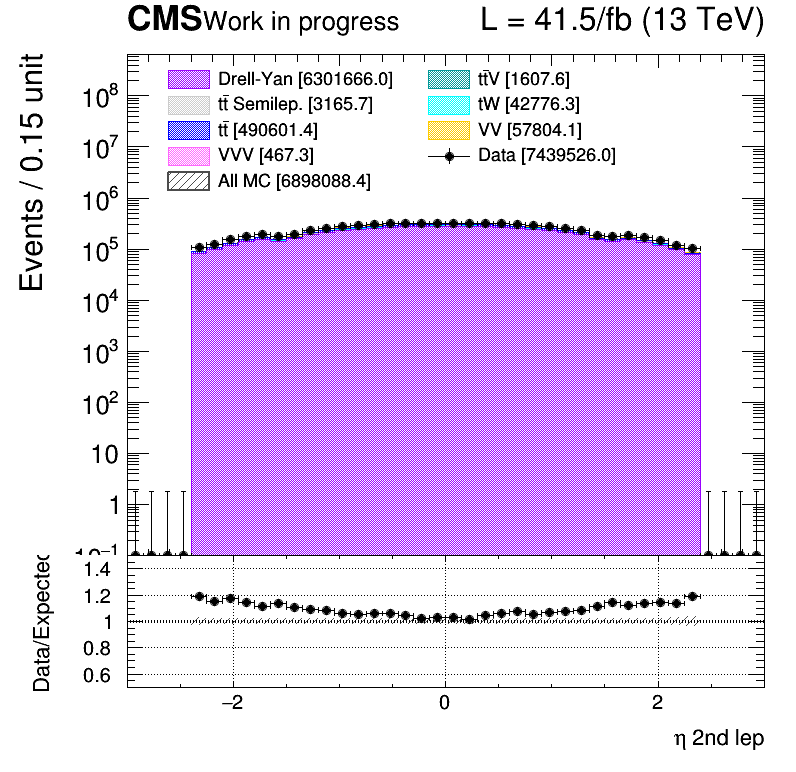 CMS Work in progress L = 41.5/fb (13 TeV)
Events / 0.15 unit
Drell-Yan [6301666.0] tt̄V [1607.6]
tt̄ Semilep. [3165.7] tW [42776.3]
tt̄ [490601.4] VV [57804.1]
VVV [467.3] Data [7439526.0]
All MC [6898088.4]
10⁸
10⁷
10⁶
10⁵
10⁴
10³
10²
10
1
10⁻¹
Data/Expected
1.4
1.2
1
0.8
0.6
−2 0 2
η 2nd lep